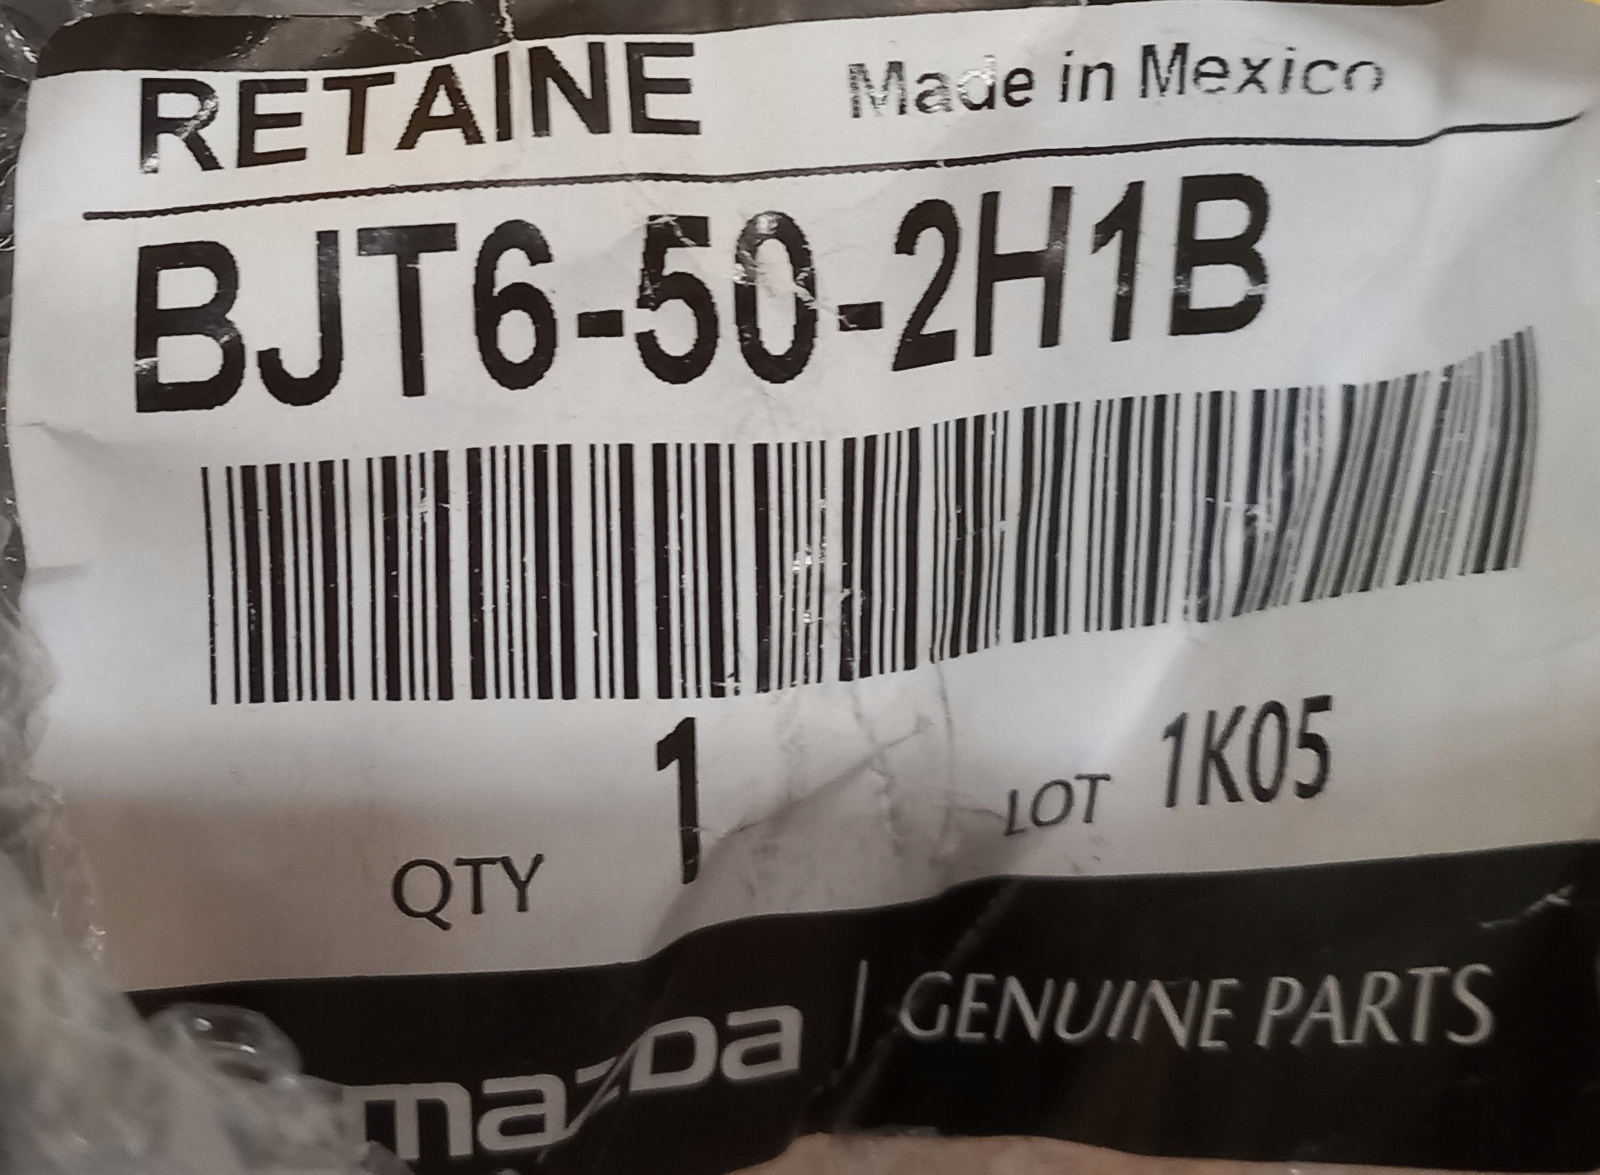 RETAINE Made in Mexico
BJT6-50-2H1B
QTY 1 LOT 1K05
mazda | GENUINE PARTS